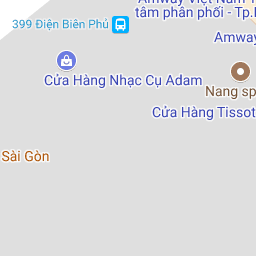 Amway Việt Nam T
tâm phân phối - Tp.
399 Điện Biên Phủ
Amway
Cửa Hàng Nhạc Cụ Adam
Nang sp
Cửa Hàng Tissot
Sài Gòn